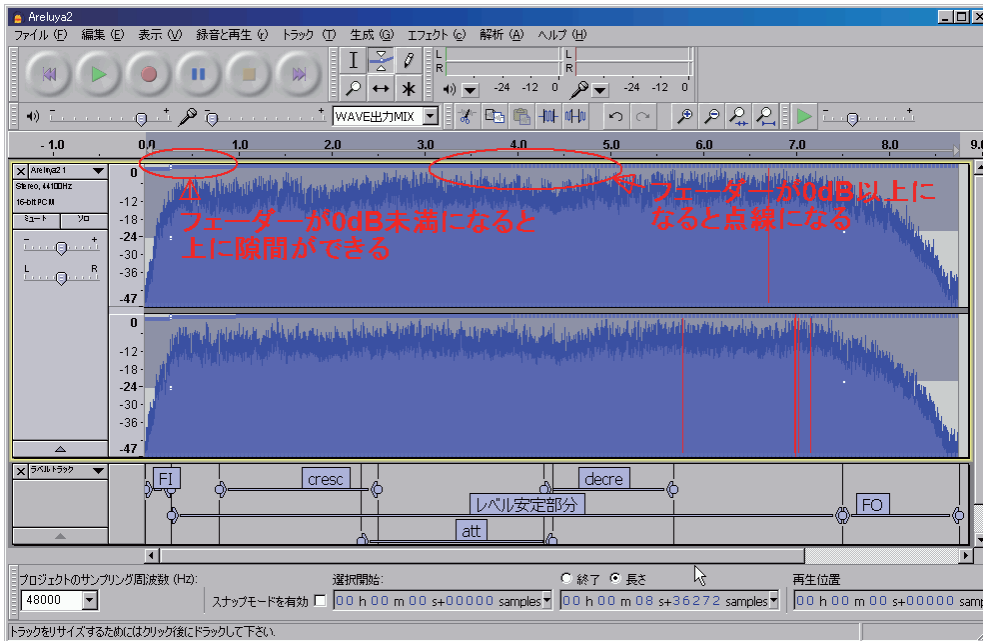 Areluya2
ファイル (F) 編集 (E) 表示 (V) 録音と再生 (r) トラック (T) 生成 (G) エフェクト (c) 解析 (A) ヘルプ (H)
L
R
-24 -12 0
L
R
-24 -12 0
WAVE出力MIX
- 1.0 0.0 1.0 2.0 3.0 4.0 5.0 6.0 7.0 8.0 9.0
Areluya2 1
Stereo, 44100Hz
16-bit PCM
ミュート ソロ
- +
L R
0
-12
-18
-24
-30
-36
-47
フェーダーが0dB未満になると
上に隙間ができる
フェーダーが0dB以上に
なると点線になる
0
-12
-18
-24
-30
-36
-47
ラベルトラック
FI
cresc
decre
レベル安定部分
FO
att
プロジェクトのサンプリング周波数 (Hz):
48000
スナップモードを有効
選択開始:
00 h 00 m 00 s+00000 samples
終了 長さ
00 h 00 m 08 s+36272 samples
再生位置
00 h 00 m 00 s+00000 samp
トラックをリサイズするためにはクリック後にドラックして下さい.